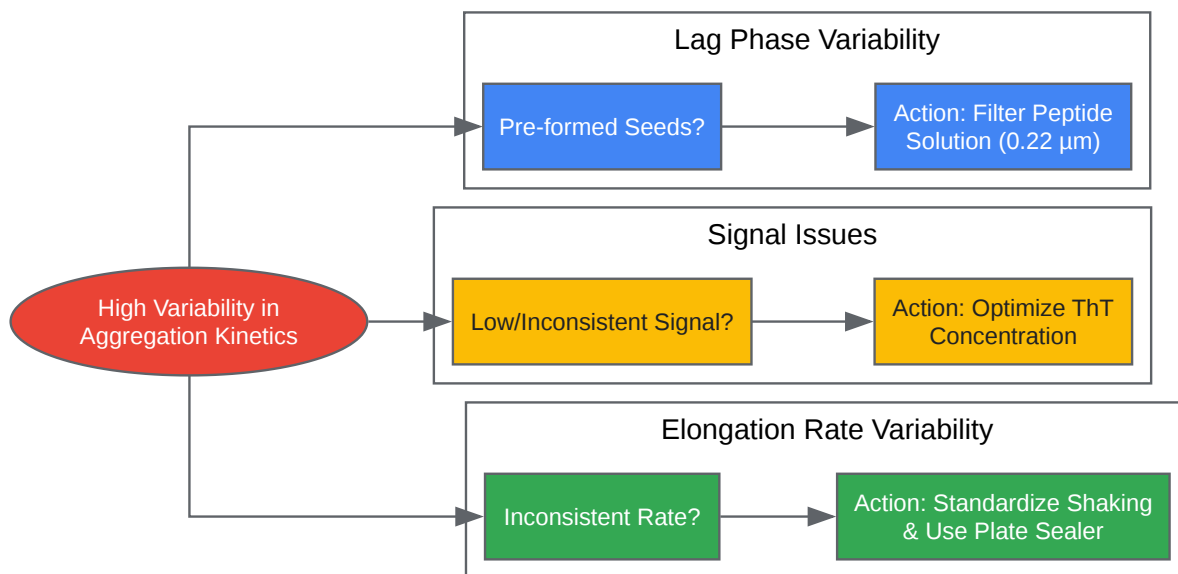 Lag Phase Variability
Pre-formed Seeds?
Action: Filter Peptide
Solution (0.22 µm)
Signal Issues
High Variability in
Aggregation Kinetics
Low/Inconsistent Signal?
Action: Optimize ThT
Concentration
Elongation Rate Variability
Inconsistent Rate?
Action: Standardize Shaking
& Use Plate Sealer